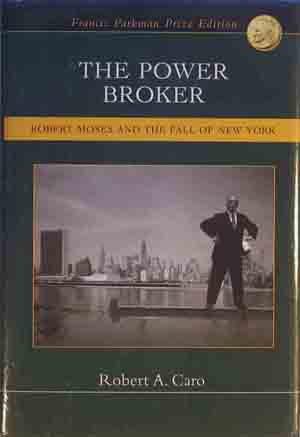 Francis Parkman Prize Edition
THE POWER
BROKER
ROBERT MOSES AND THE FALL OF NEW YORK
Robert A. Caro